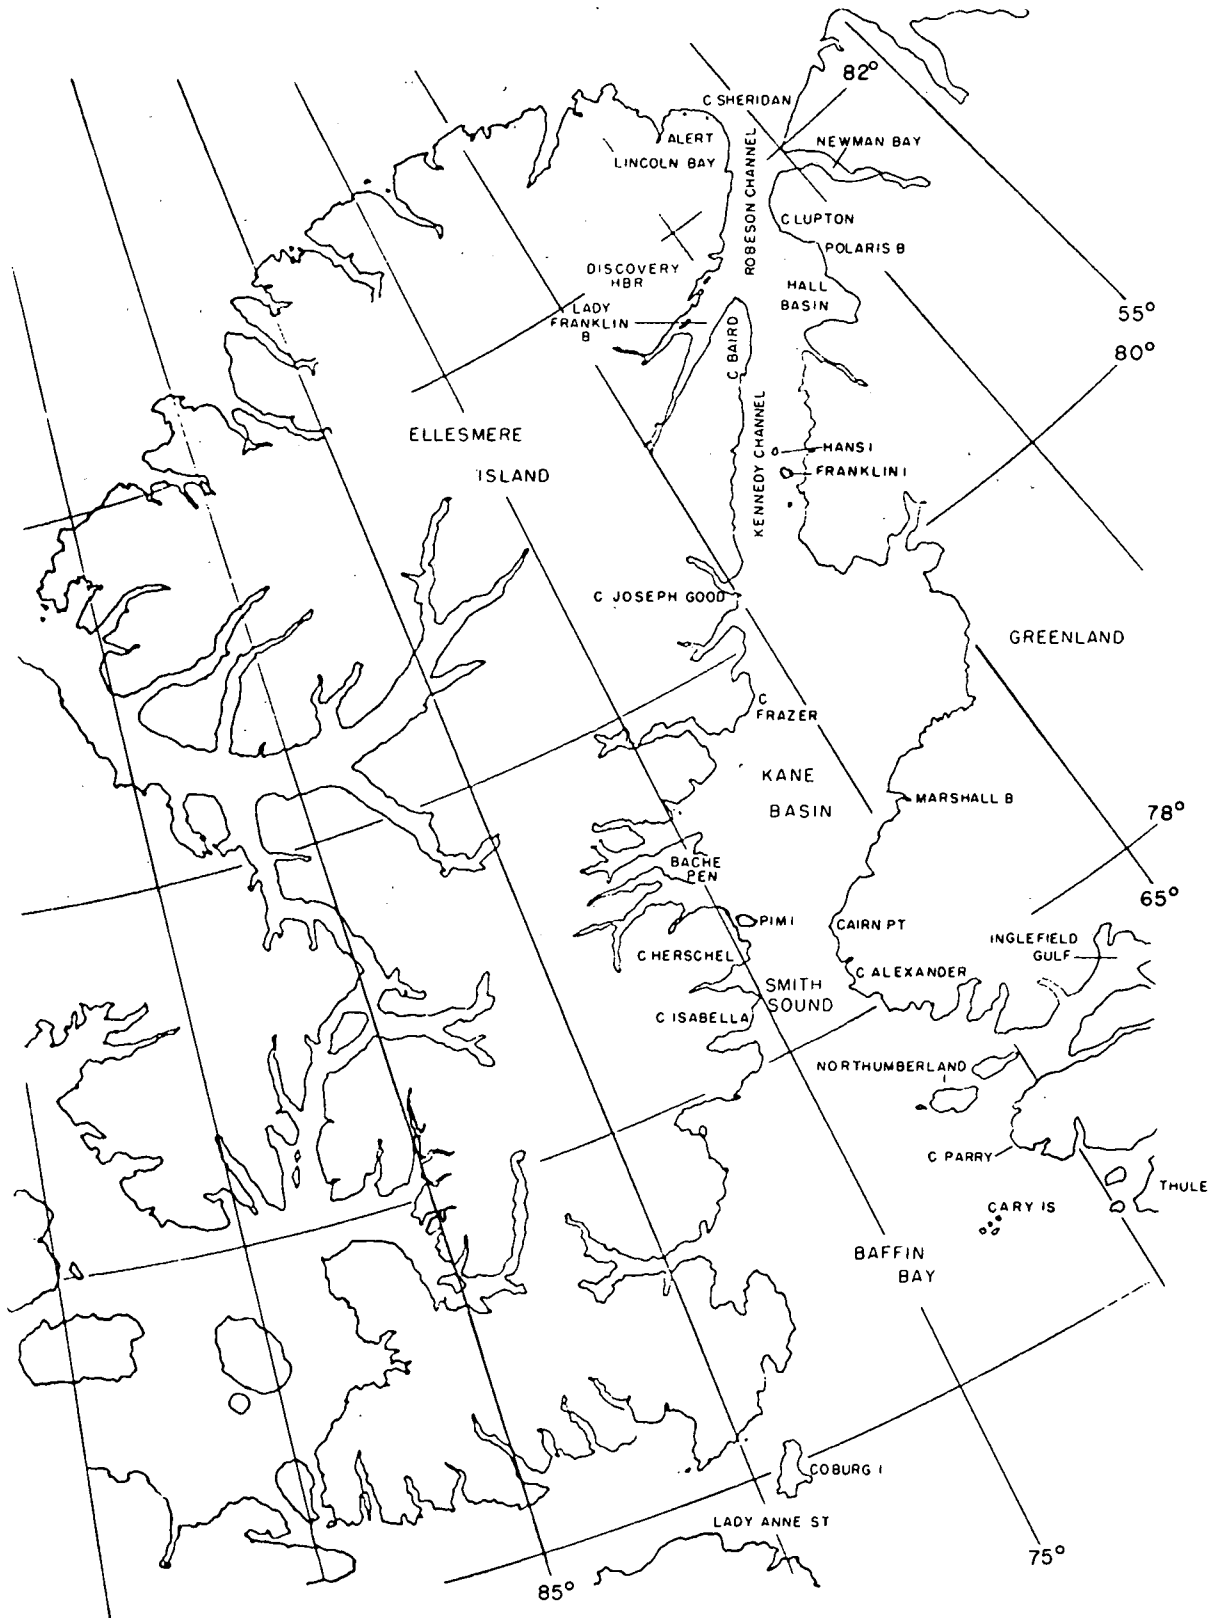 82°
C SHERIDAN
ALERT
NEWMAN BAY
LINCOLN BAY
ROBESON CHANNEL
C LUPTON
POLARIS B
DISCOVERY
HBR
HALL
BASIN
LADY
FRANKLIN
B
55°
C BAIRD
80°
ELLESMERE
ISLAND
KENNEDY CHANNEL
HANS I
FRANKLIN I
C JOSEPH GOOD
GREENLAND
C
FRAZER
KANE
BASIN
MARSHALL B
78°
BACHE
PEN
65°
PIM I
CAIRN PT
INGLEFIELD
GULF
C HERSCHEL
C ALEXANDER
SMITH
SOUND
C ISABELLA
NORTHUMBERLAND
C PARRY
THULE
CARY IS
BAFFIN
BAY
COBURG I
LADY ANNE ST
75°
85°